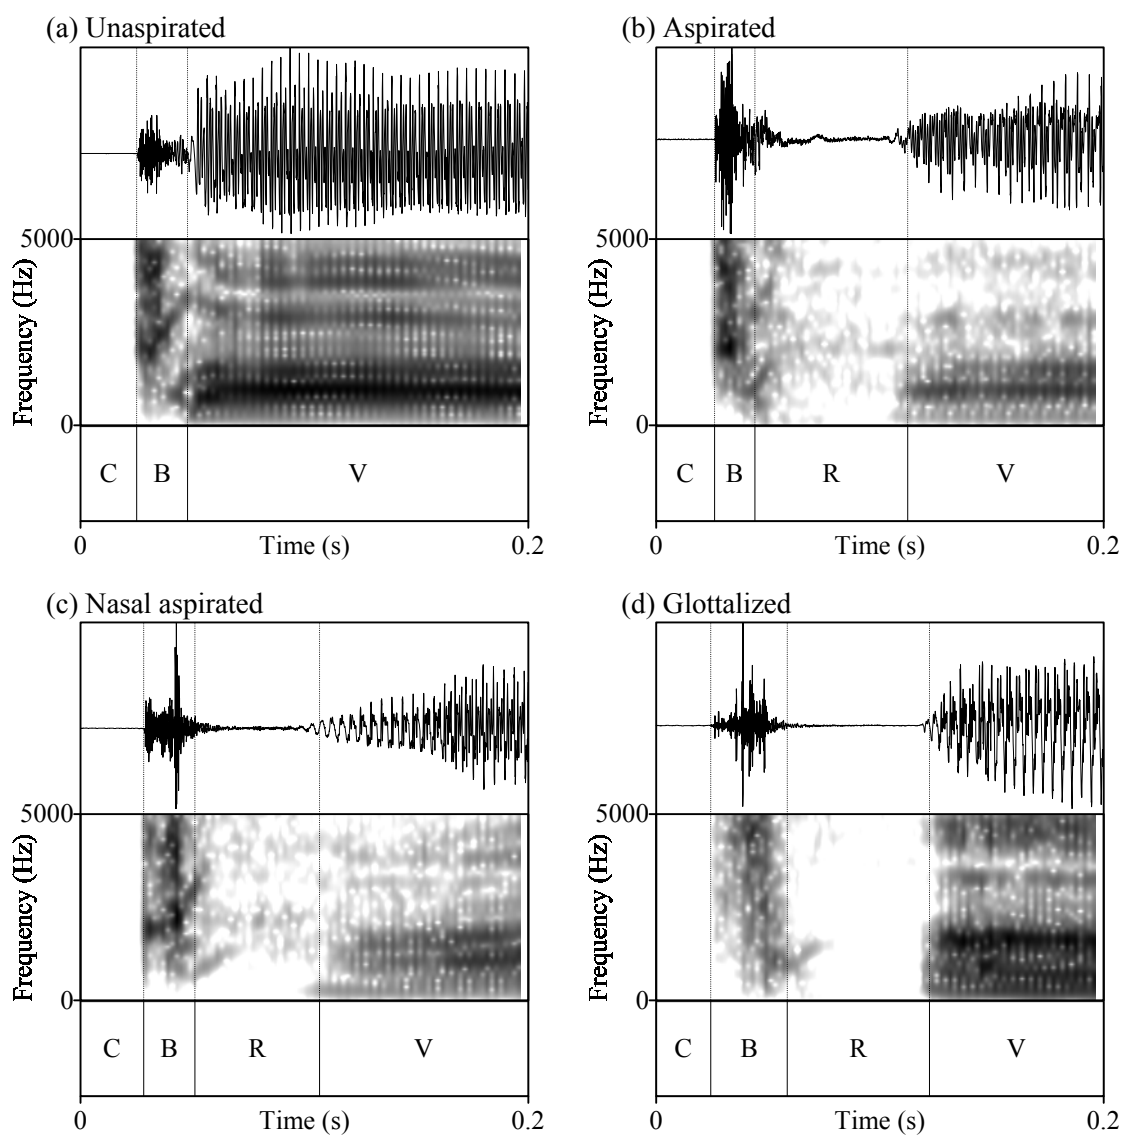 (a) Unaspirated
5000
Frequency (Hz)
0
C B V
0 Time (s) 0.2
(b) Aspirated
5000
Frequency (Hz)
0
C B R V
0 Time (s) 0.2
(c) Nasal aspirated
5000
Frequency (Hz)
0
C B R V
0 Time (s) 0.2
(d) Glottalized
5000
Frequency (Hz)
0
C B R V
0 Time (s) 0.2